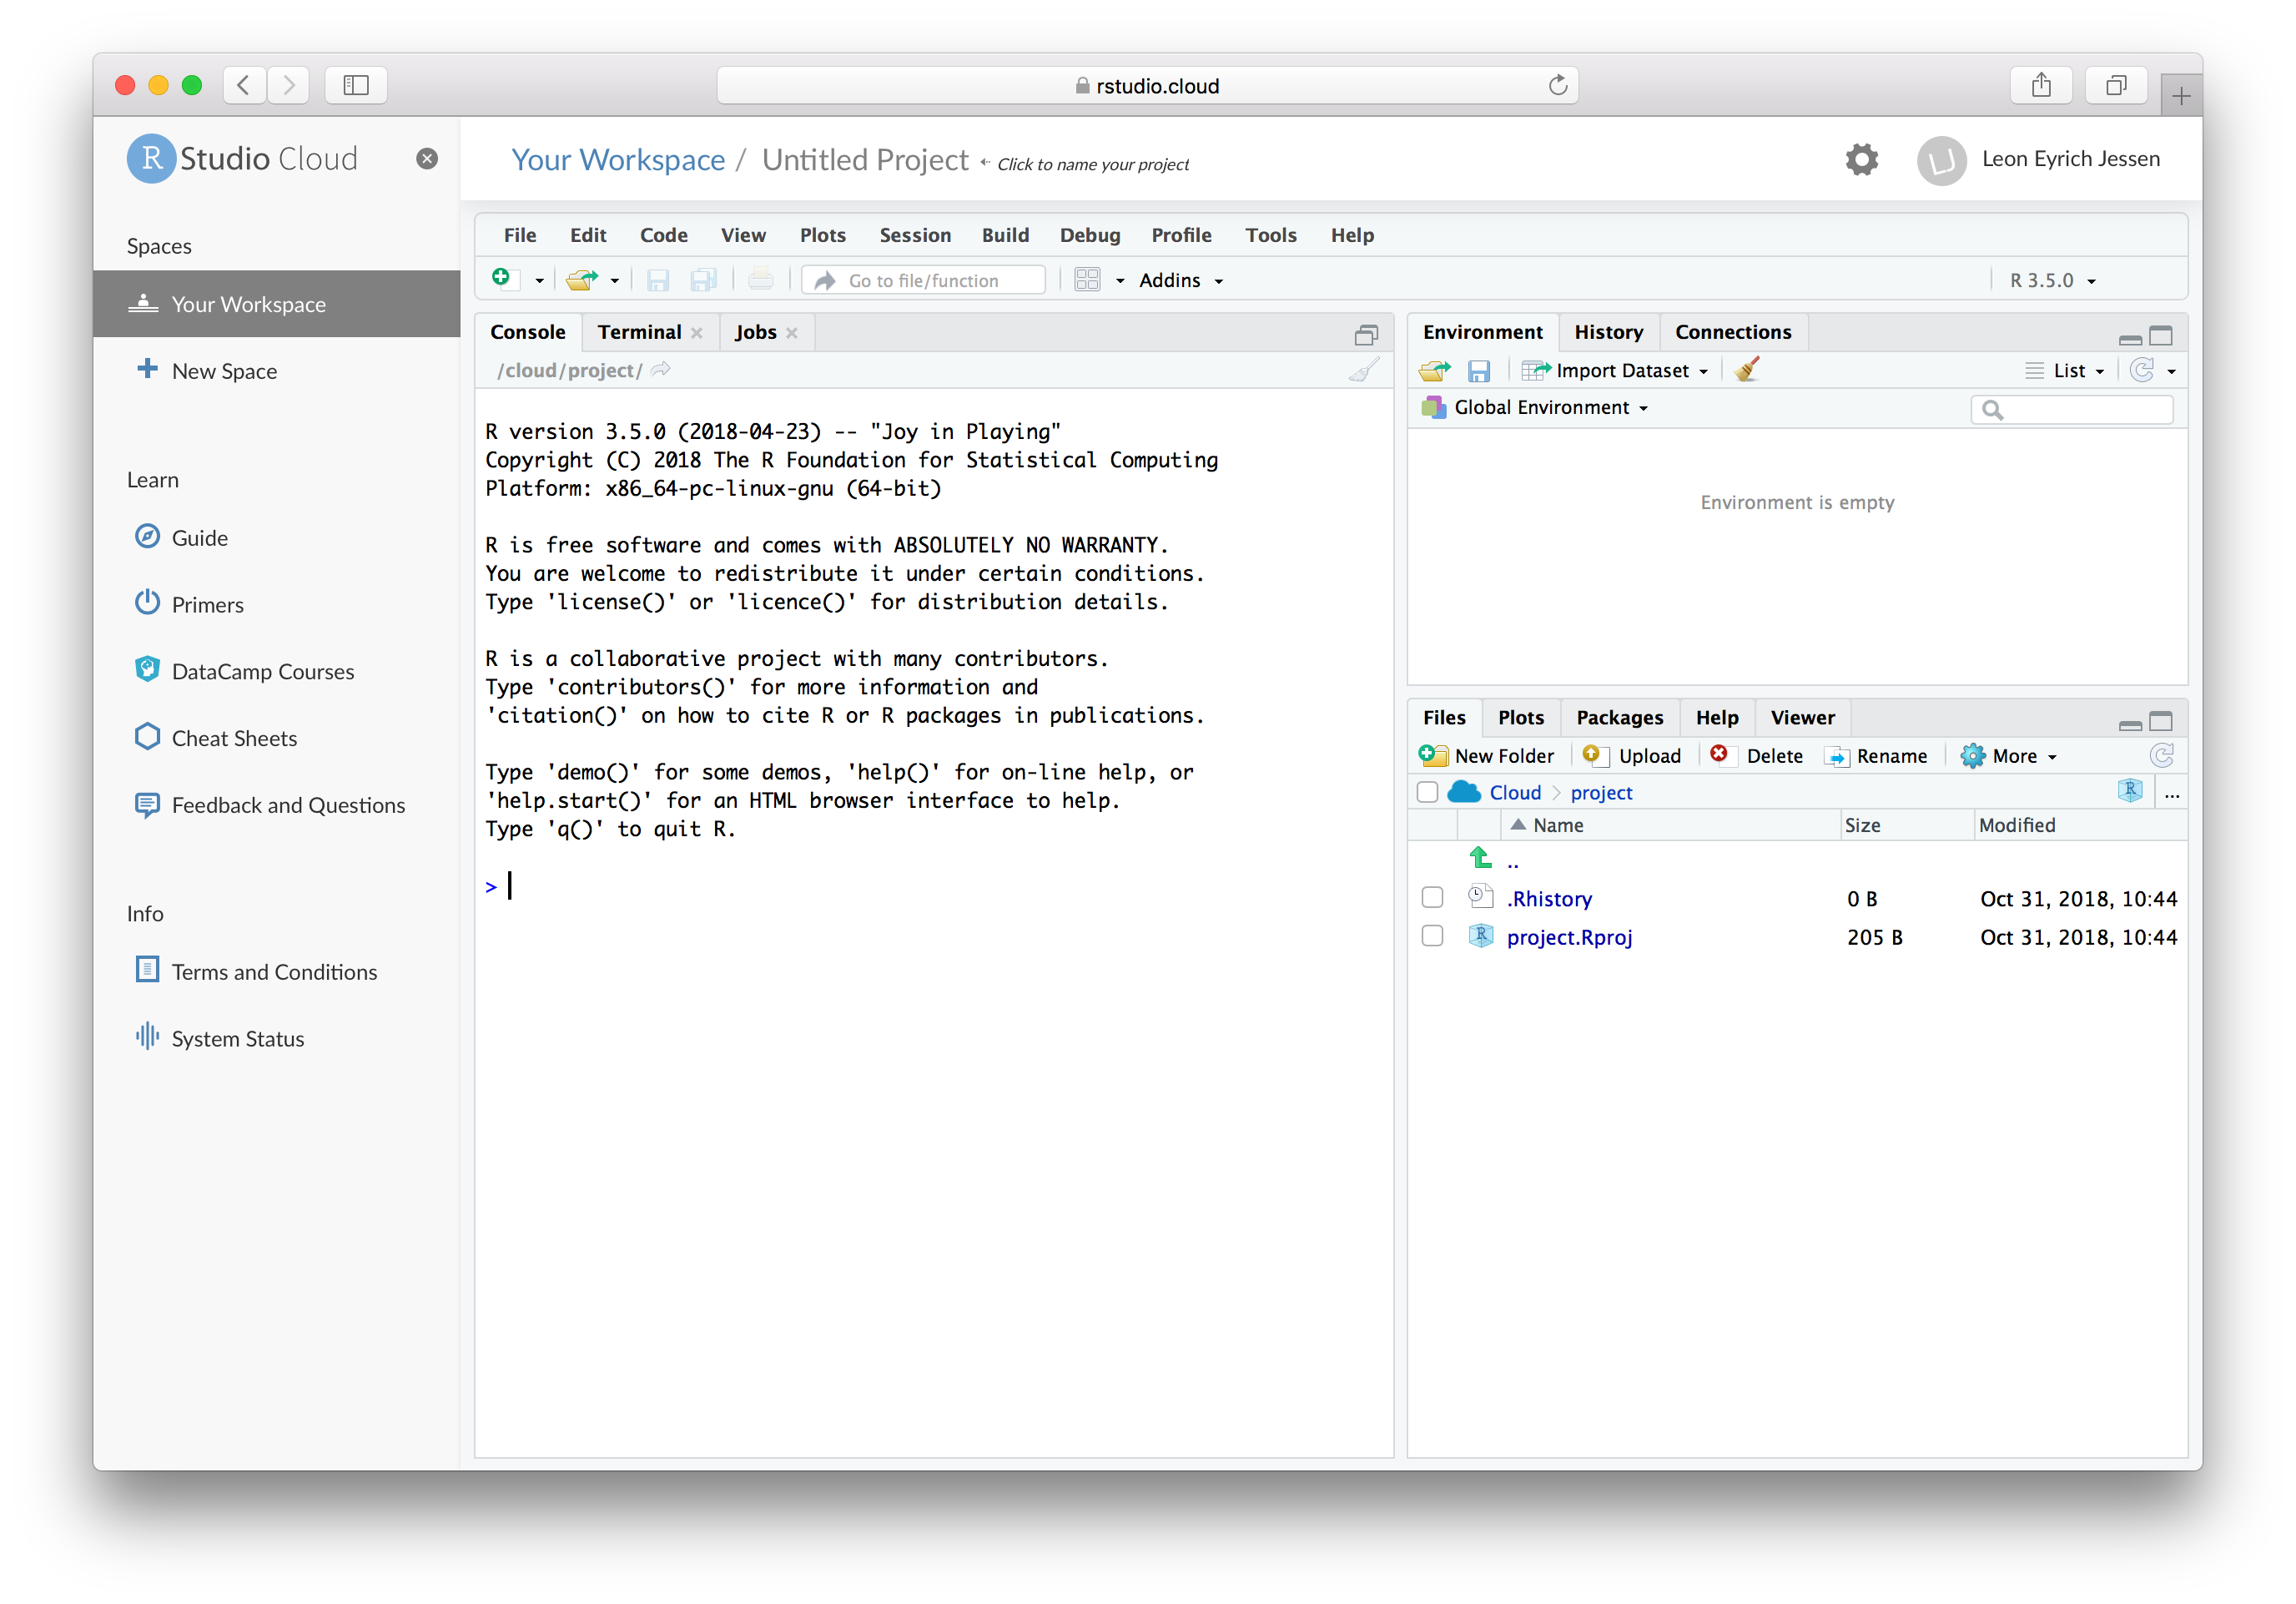 rstudio.cloud
R Studio Cloud
Your Workspace / Untitled Project Click to name your project
LJ Leon Eyrich Jessen
Spaces
Your Workspace
New Space
Learn
Guide
Primers
DataCamp Courses
Cheat Sheets
Feedback and Questions
Info
Terms and Conditions
System Status
File Edit Code View Plots Session Build Debug Profile Tools Help
Go to file/function Addins R 3.5.0
Console Terminal Jobs
/cloud/project/
R version 3.5.0 (2018-04-23) -- "Joy in Playing"
Copyright (C) 2018 The R Foundation for Statistical Computing
Platform: x86_64-pc-linux-gnu (64-bit)
R is free software and comes with ABSOLUTELY NO WARRANTY.
You are welcome to redistribute it under certain conditions.
Type 'license()' or 'licence()' for distribution details.
R is a collaborative project with many contributors.
Type 'contributors()' for more information and
'citation()' on how to cite R or R packages in publications.
Type 'demo()' for some demos, 'help()' for on-line help, or
'help.start()' for an HTML browser interface to help.
Type 'q()' to quit R.
>
Environment History Connections
Import Dataset List
Global Environment
Environment is empty
Files Plots Packages Help Viewer
New Folder Upload Delete Rename More
Cloud > project R ...
Name Size Modified
..
.Rhistory 0 B Oct 31, 2018, 10:44
R project.Rproj 205 B Oct 31, 2018, 10:44